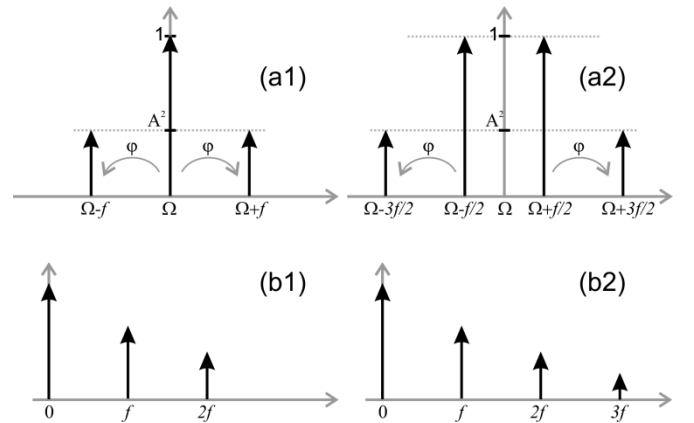 1
(a1)
A²
φ φ
Ω-f Ω Ω+f
1
(a2)
A²
φ φ
Ω-3f/2 Ω-f/2 Ω Ω+f/2 Ω+3f/2
(b1)
0 f 2f
(b2)
0 f 2f 3f